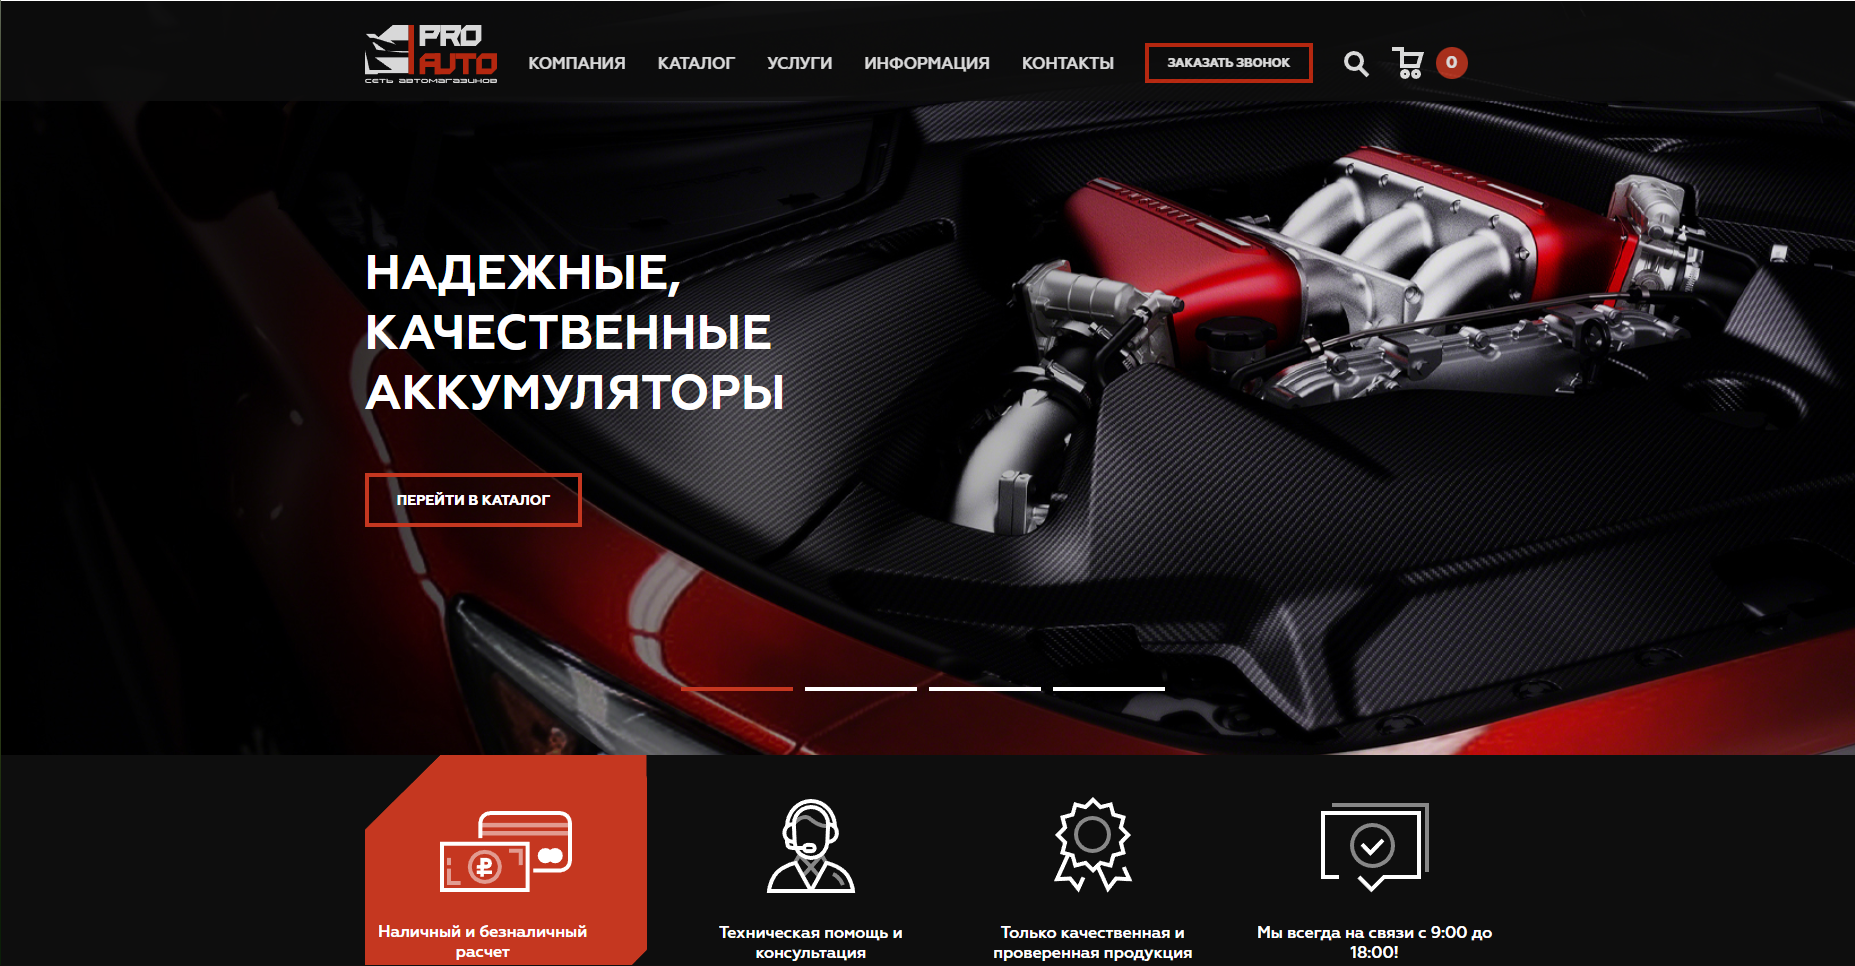 PRO
AUTO
сеть автомагазинов
КОМПАНИЯ
КАТАЛОГ
УСЛУГИ
ИНФОРМАЦИЯ
КОНТАКТЫ
ЗАКАЗАТЬ ЗВОНОК
0
НАДЕЖНЫЕ,
КАЧЕСТВЕННЫЕ
АККУМУЛЯТОРЫ
ПЕРЕЙТИ В КАТАЛОГ
Наличный и безналичный
расчет
Техническая помощь и
консультация
Только качественная и
проверенная продукция
Мы всегда на связи с 9:00 до
18:00!